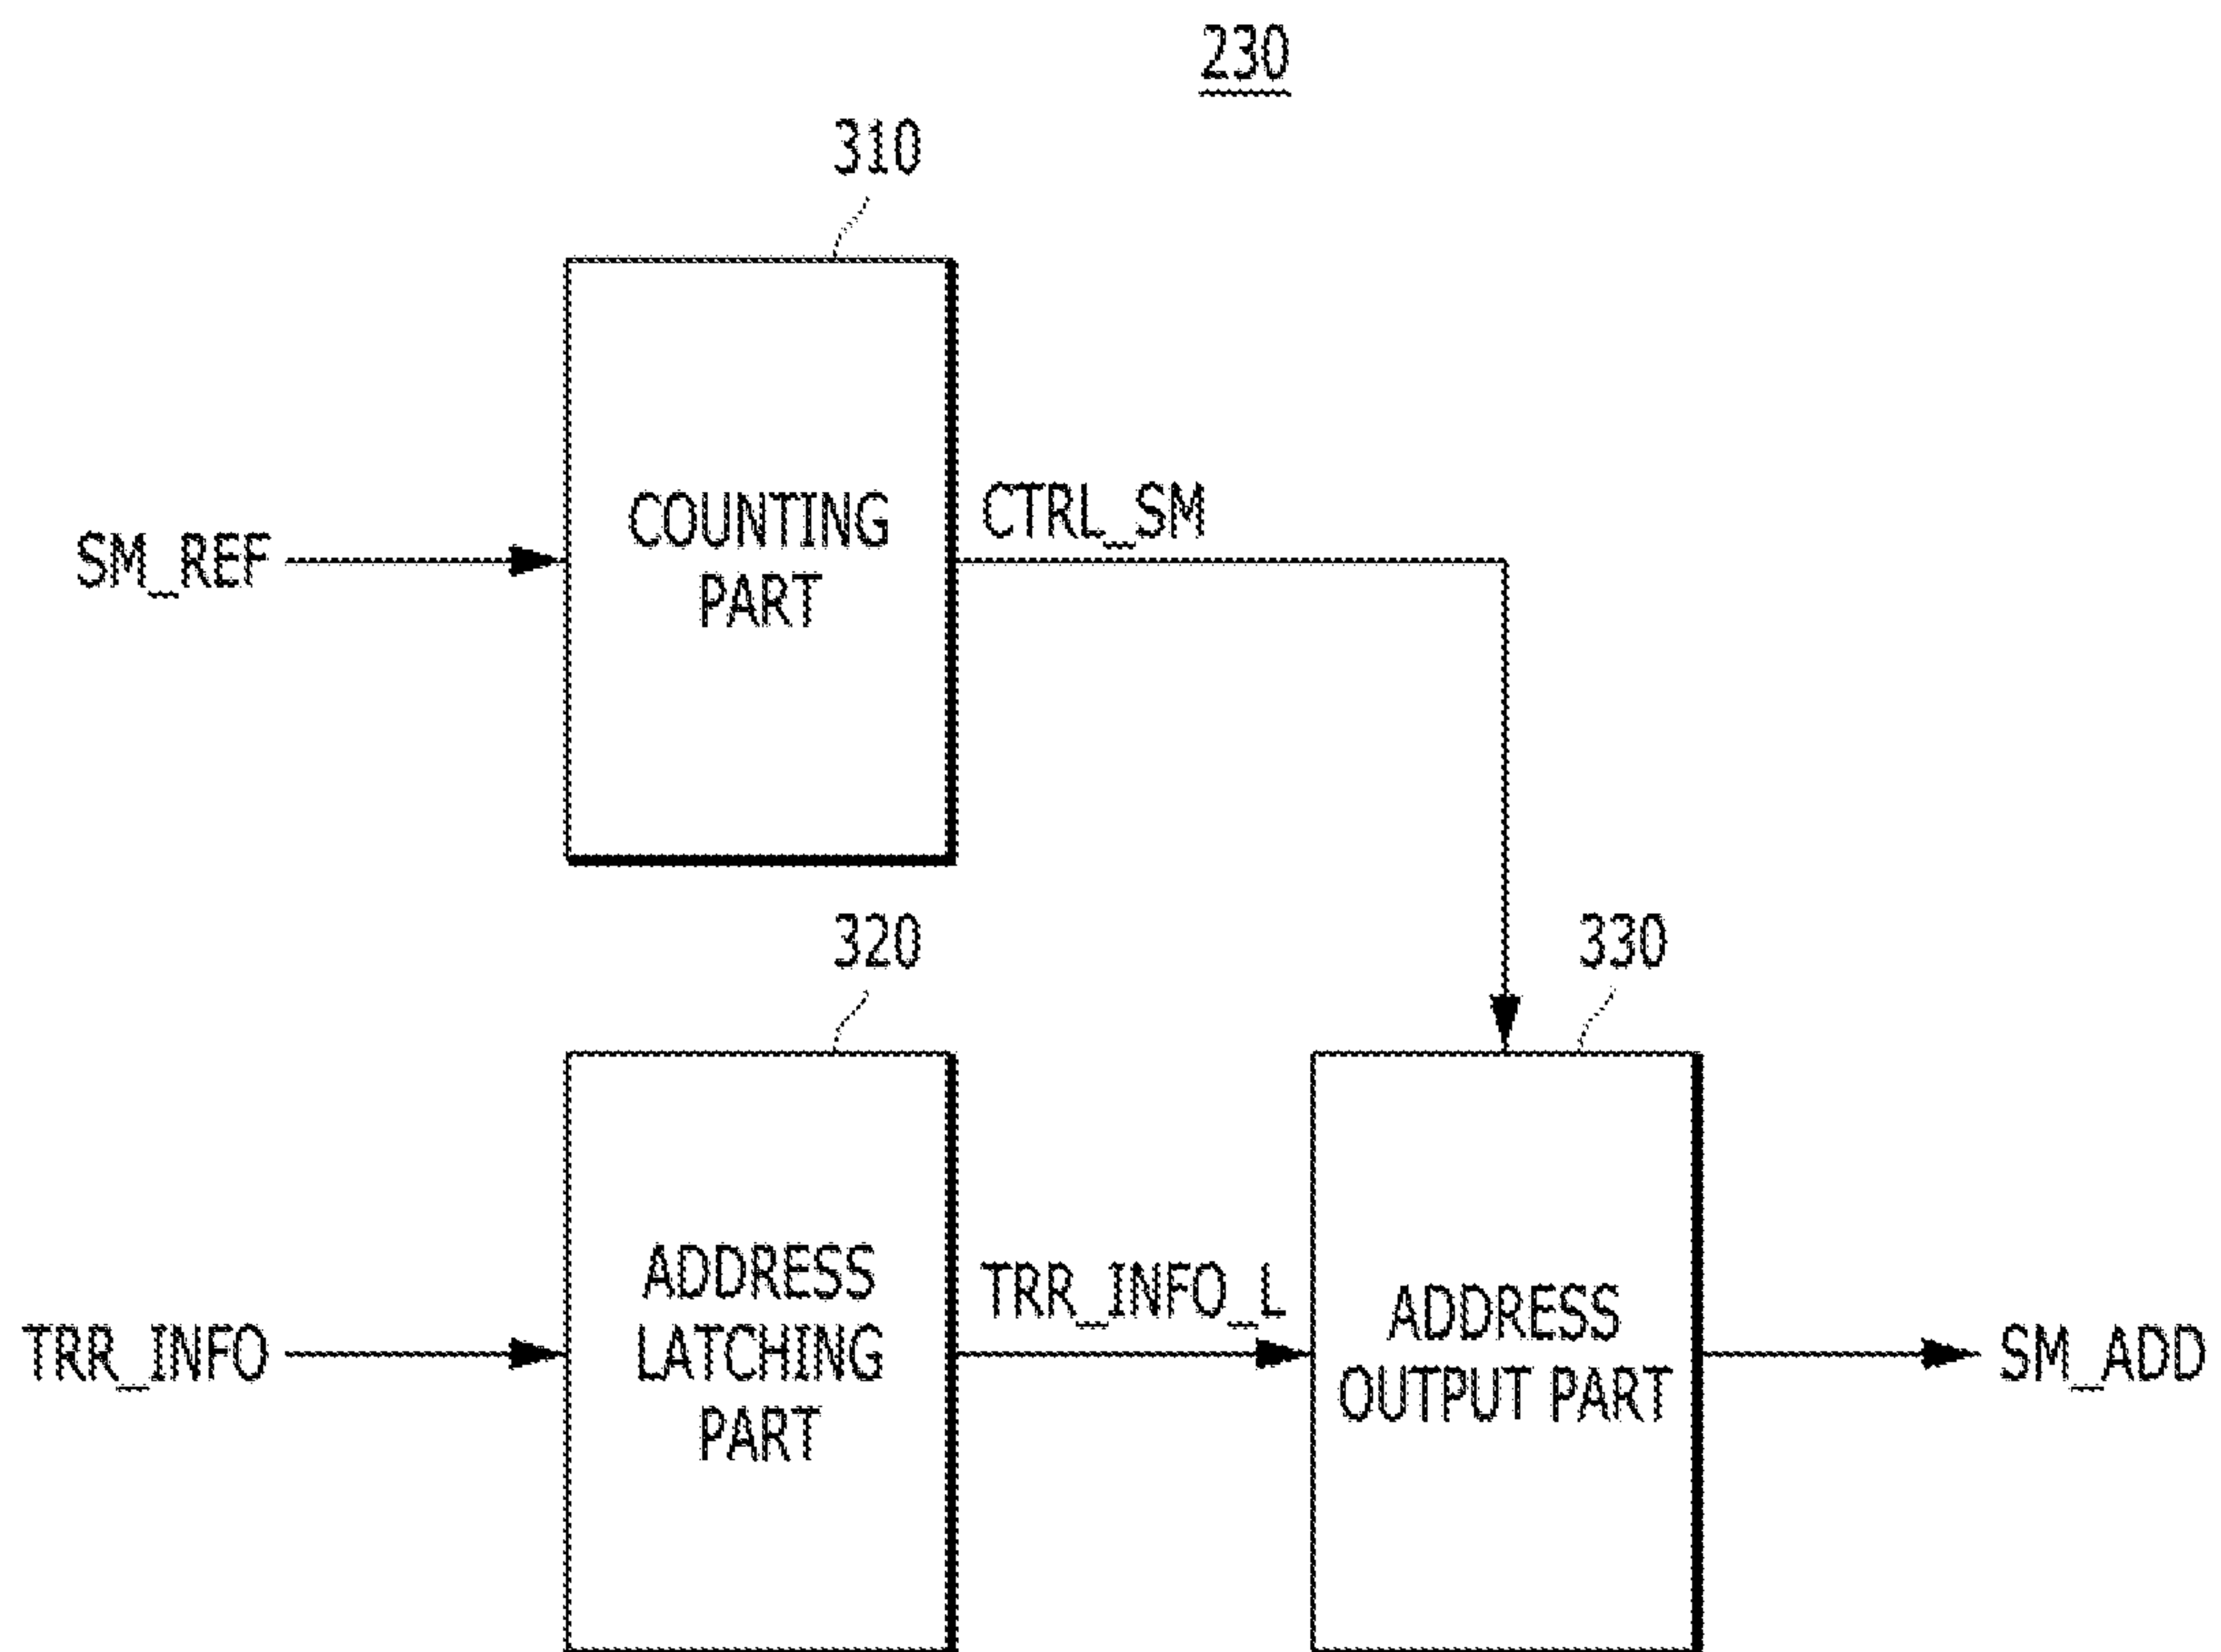 230
310
SM_REF
COUNTING
PART
CTRL_SM
320
330
TRR_INFO
ADDRESS
LATCHING
PART
TRR_INFO_L
ADDRESS
OUTPUT PART
SM_ADD